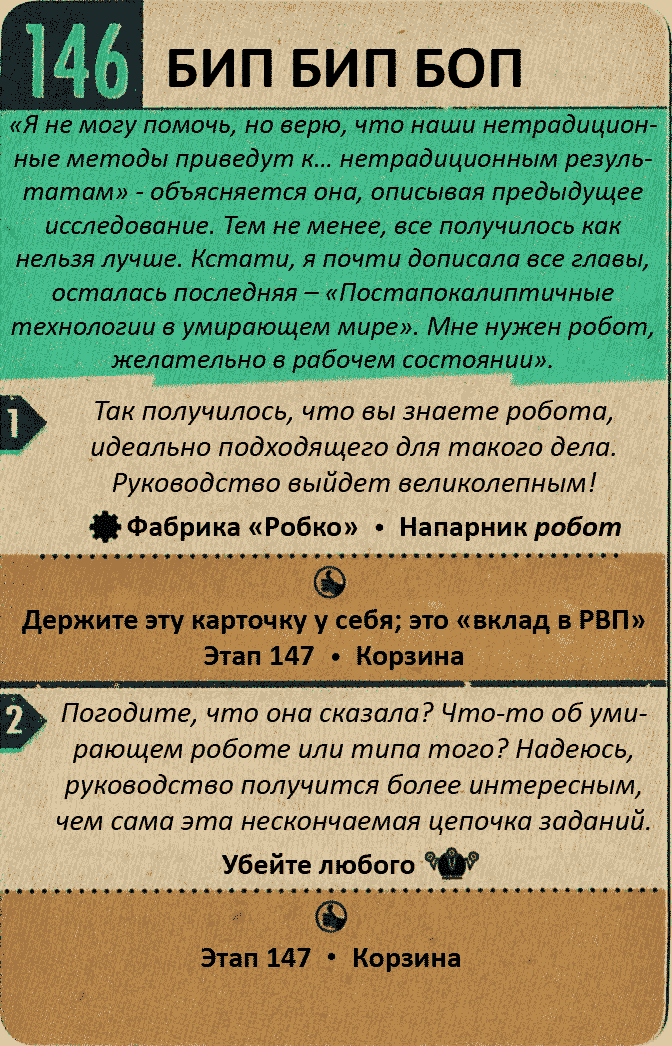 146
БИП БИП БОП
«Я не могу помочь, но верю, что наши нетрадицион-
ные методы приведут к... нетрадиционным резуль-
татам» - объясняется она, описывая предыдущее
исследование. Тем не менее, все получилось как
нельзя лучше. Кстати, я почти дописала все главы,
осталась последняя – «Постапокалиптичные
технологии в умирающем мире». Мне нужен робот,
желательно в рабочем состоянии».
1
Так получилось, что вы знаете робота,
идеально подходящего для такого дела.
Руководство выйдет великолепным!
Фабрика «Робко» • Напарник робот
Держите эту карточку у себя; это «вклад в РВП»
Этап 147 • Корзина
2
Погодите, что она сказала? Что-то об уми-
рающем роботе или типа того? Надеюсь,
руководство получится более интересным,
чем сама эта нескончаемая цепочка заданий.
Убейте любого
Этап 147 • Корзина